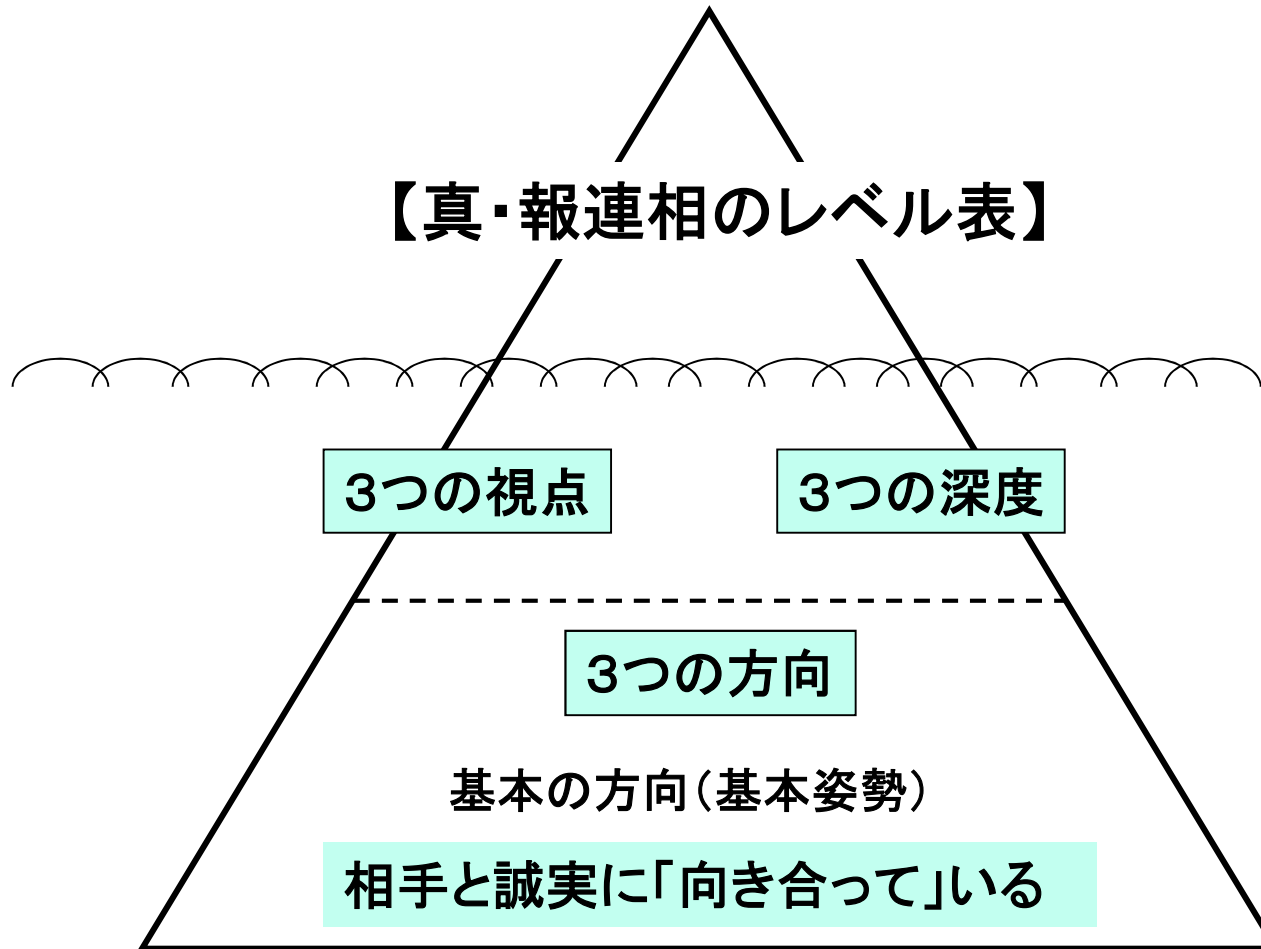 【真・報連相のレベル表】
３つの視点
３つの深度
３つの方向
基本の方向（基本姿勢）
相手と誠実に「向き合って」いる